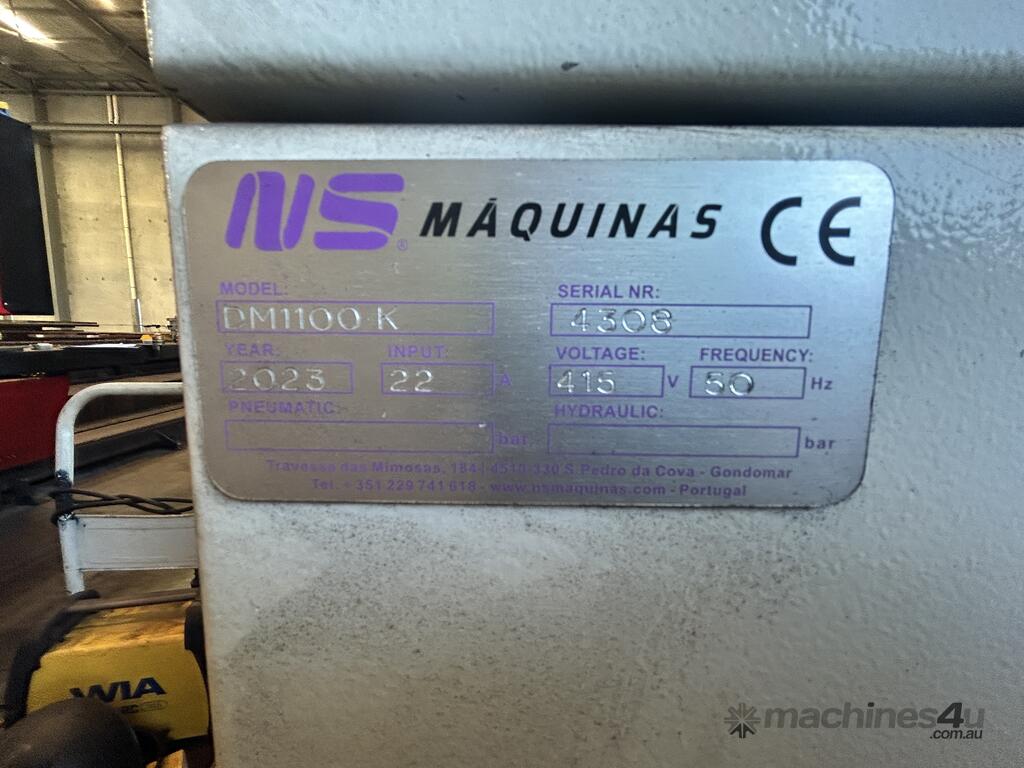 NS® MÁQUINAS CE
MODEL: SERIAL NR:
DM1100 K 4308
YEAR: INPUT: VOLTAGE: FREQUENCY:
2023 22 A 415 V 50 Hz
PNEUMATIC: HYDRAULIC:
bar bar
Travessa das Mimosas, 184 | 4510-330 S. Pedro da Cova - Gondomar
Tel. + 351 229 741 618 - www.nsmaquinas.com - Portugal
WIA
machines4u
.com.au